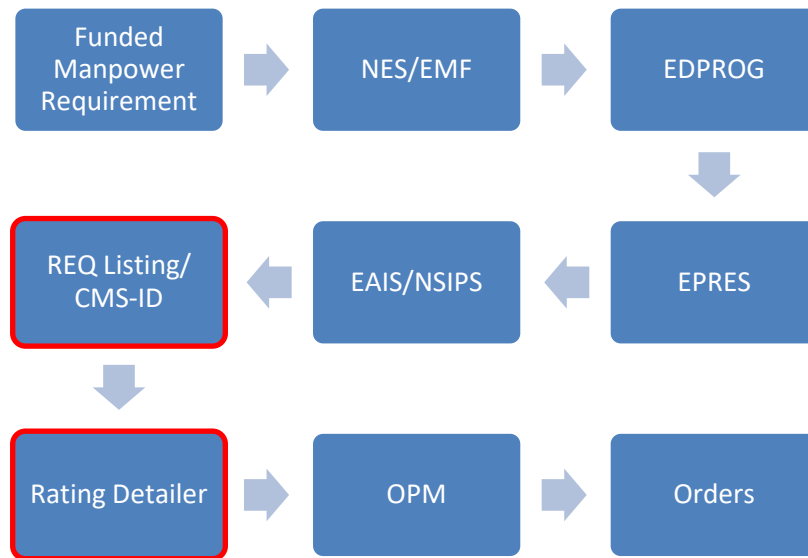 Funded
Manpower
Requirement
NES/EMF
EDPROG
REQ Listing/
CMS-ID
EAIS/NSIPS
EPRES
Rating Detailer
OPM
Orders